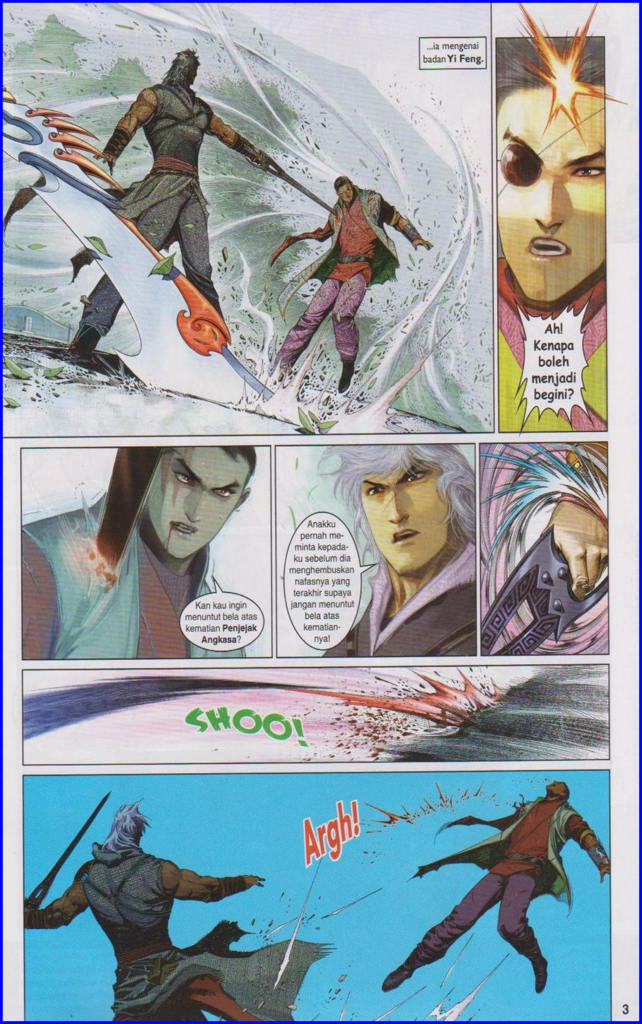 ...ia mengenai
badan Yi Feng.
Ah!
Kenapa
boleh
menjadi
begini?
Kan kau ingin
menuntut bela atas
kematian Penjejak
Angkasa?
Anakku
pernah me-
minta kepada-
ku sebelum dia
menghembuskan
nafasnya yang
terakhir supaya
jangan menuntut
bela atas
kematian-
nya!
SHOO!
Argh!
3